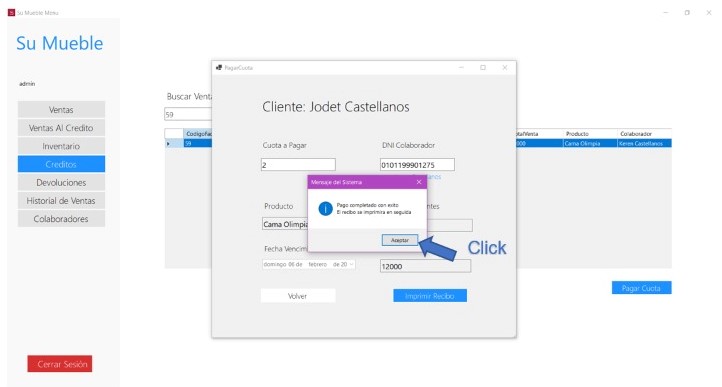 Su Mueble Menu
Su Mueble
admin
Ventas
Ventas Al Credito
Inventario
Creditos
Devoluciones
Historial de Ventas
Colaboradores
Cerrar Sesión
Buscar Venta
59
CodigoFac
Producto
Colaborador
59
Cama Olimpia
Keren Castellanos
Pagar Cuota
PagarCuota
Cliente: Jodet Castellanos
Cuota a Pagar
DNI Colaborador
2
0101199901275
Mensaje del Sistema
Pago completado con exito
El recibo se imprimira en seguida
Aceptar
Click
Producto
Cama Olimpia
Fecha Vencim
domingo 06 de febrero de 20
12000
Volver
Imprimir Recibo